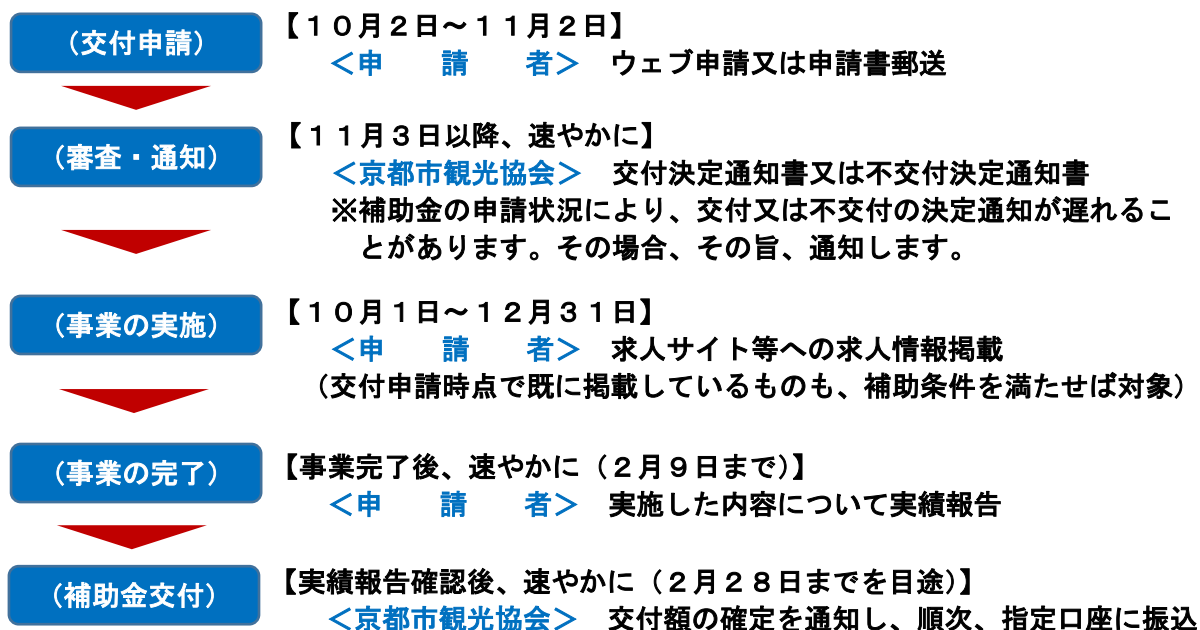 （交付申請）
【１０月２日～１１月２日】
＜申　請　者＞　ウェブ申請又は申請書郵送
（審査・通知）
【１１月３日以降、速やかに】
＜京都市観光協会＞　交付決定通知書又は不交付決定通知書
※補助金の申請状況により、交付又は不交付の決定通知が遅れるこ
とがあります。その場合、その旨、通知します。
（事業の実施）
【１０月１日～１２月３１日】
＜申　請　者＞　求人サイト等への求人情報掲載
（交付申請時点で既に掲載しているものも、補助条件を満たせば対象）
（事業の完了）
【事業完了後、速やかに（２月９日まで）】
＜申　請　者＞　実施した内容について実績報告
（補助金交付）
【実績報告確認後、速やかに（２月２８日までを目途）】
＜京都市観光協会＞　交付額の確定を通知し、順次、指定口座に振込